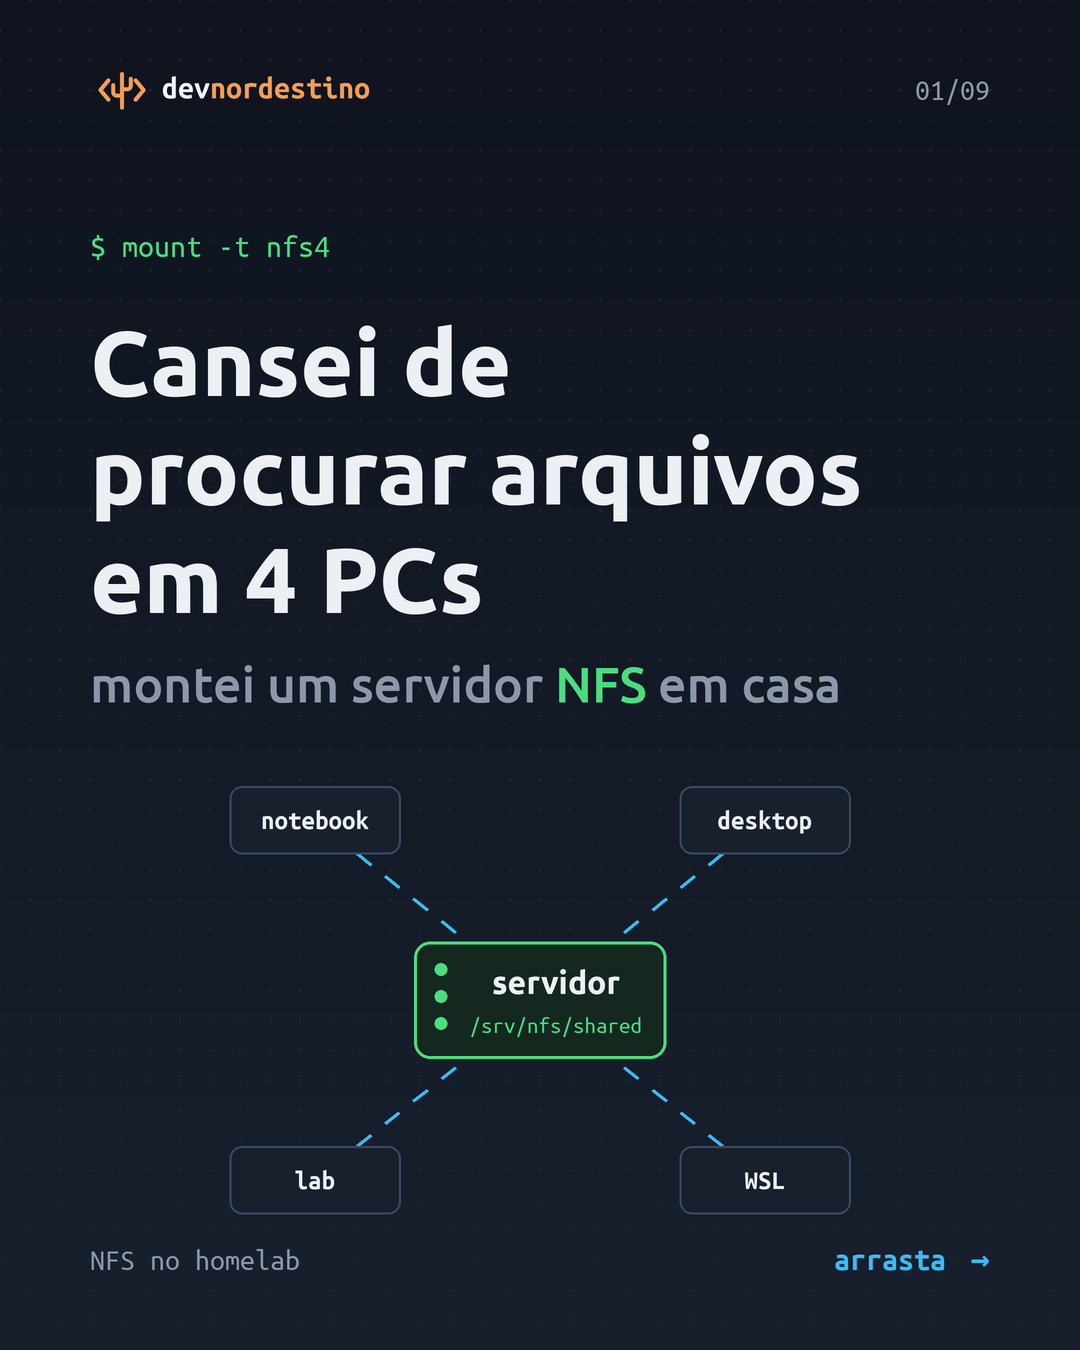 devnordestino
01/09
$ mount -t nfs4
Cansei de
procurar arquivos
em 4 PCs
montei um servidor NFS em casa
notebook
desktop
servidor
/srv/nfs/shared
lab
WSL
NFS no homelab
arrasta →